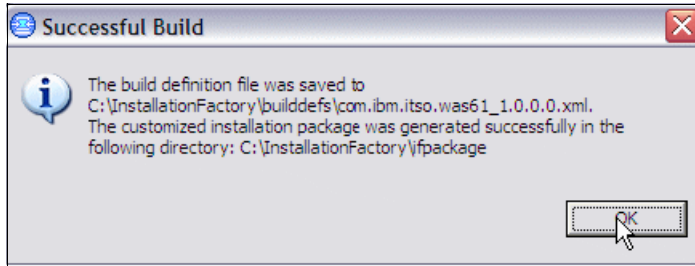 Successful Build
The build definition file was saved to
C:\InstallationFactory\builddefs\com.ibm.itso.was61_1.0.0.0.xml.
The customized installation package was generated successfully in the
following directory: C:\InstallationFactory\ifpackage
OK